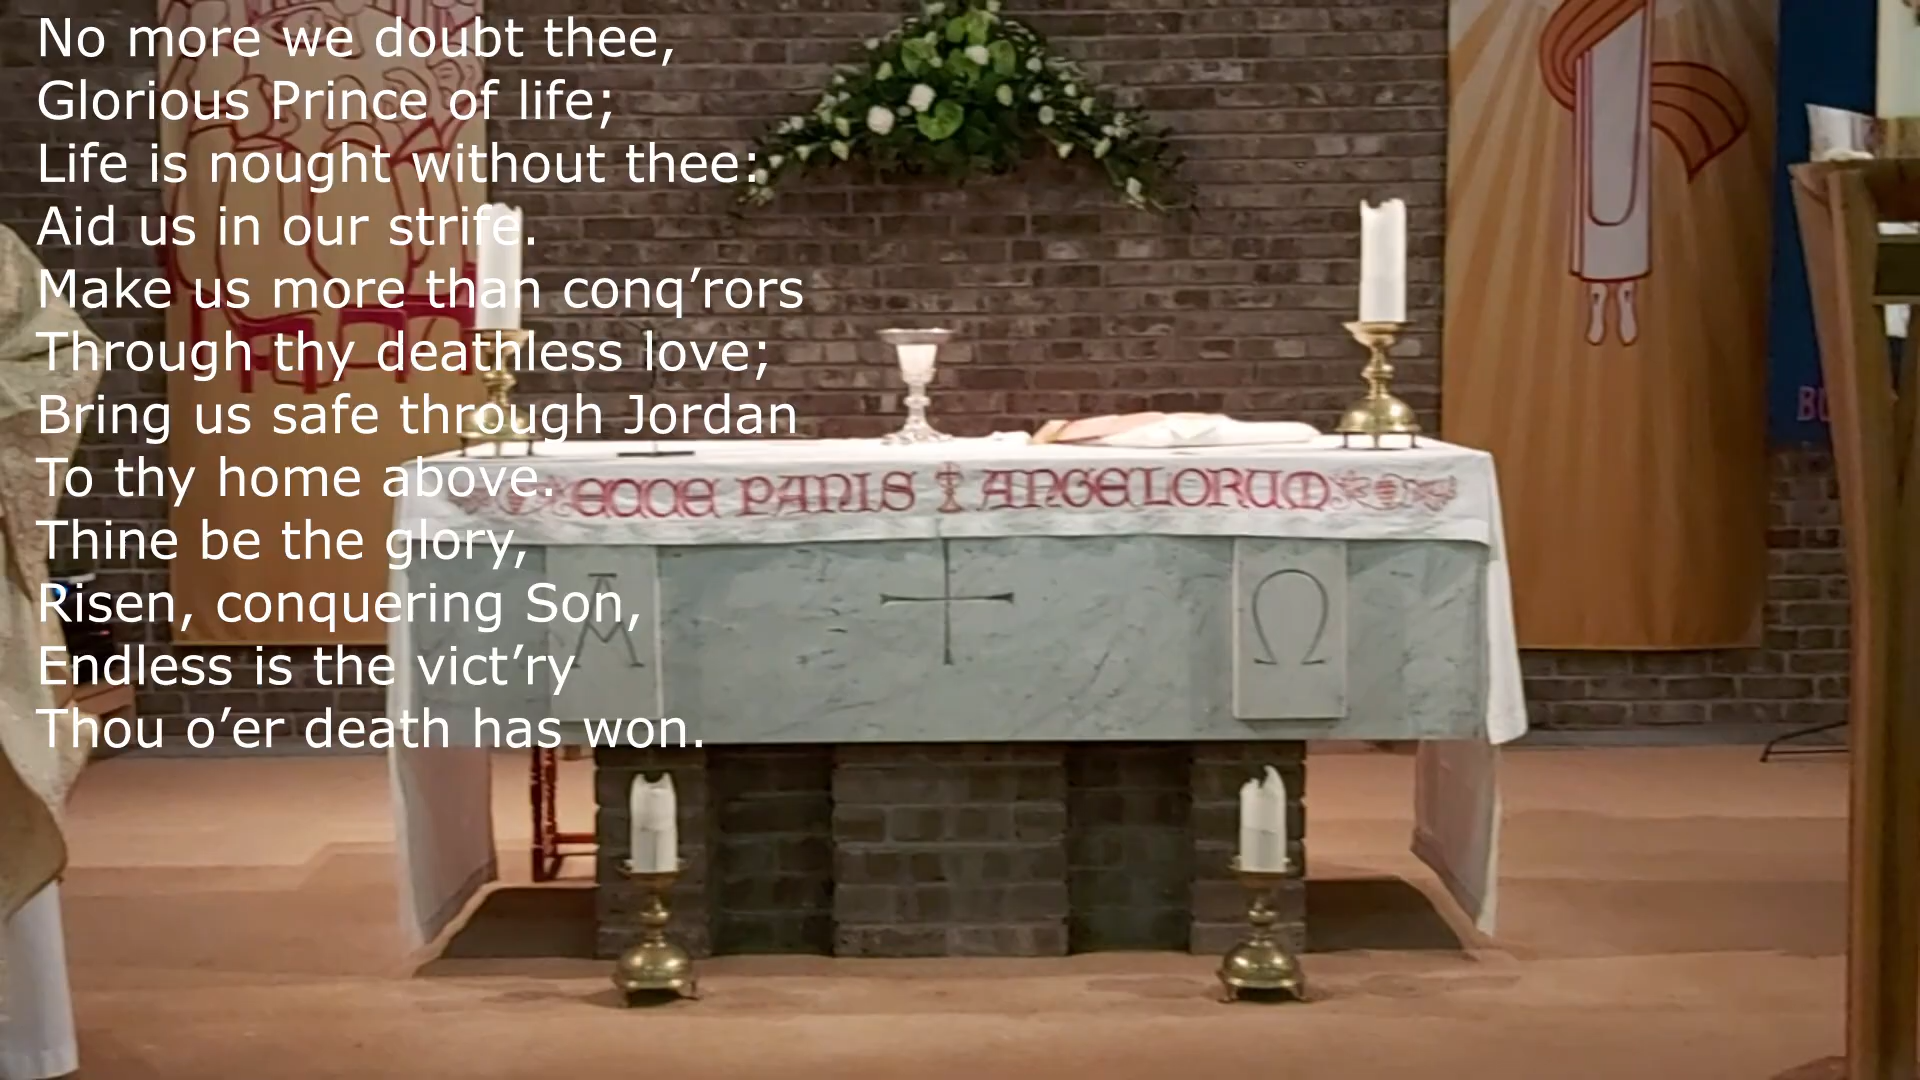 No more we doubt thee,
Glorious Prince of life;
Life is nought without thee:
Aid us in our strife.
Make us more than conq’rors
Through thy deathless love;
Bring us safe through Jordan
To thy home above.
Thine be the glory,
Risen, conquering Son,
Endless is the vict’ry
Thou o’er death has won.
ECCE PANIS ANGELORUM
Α Ω